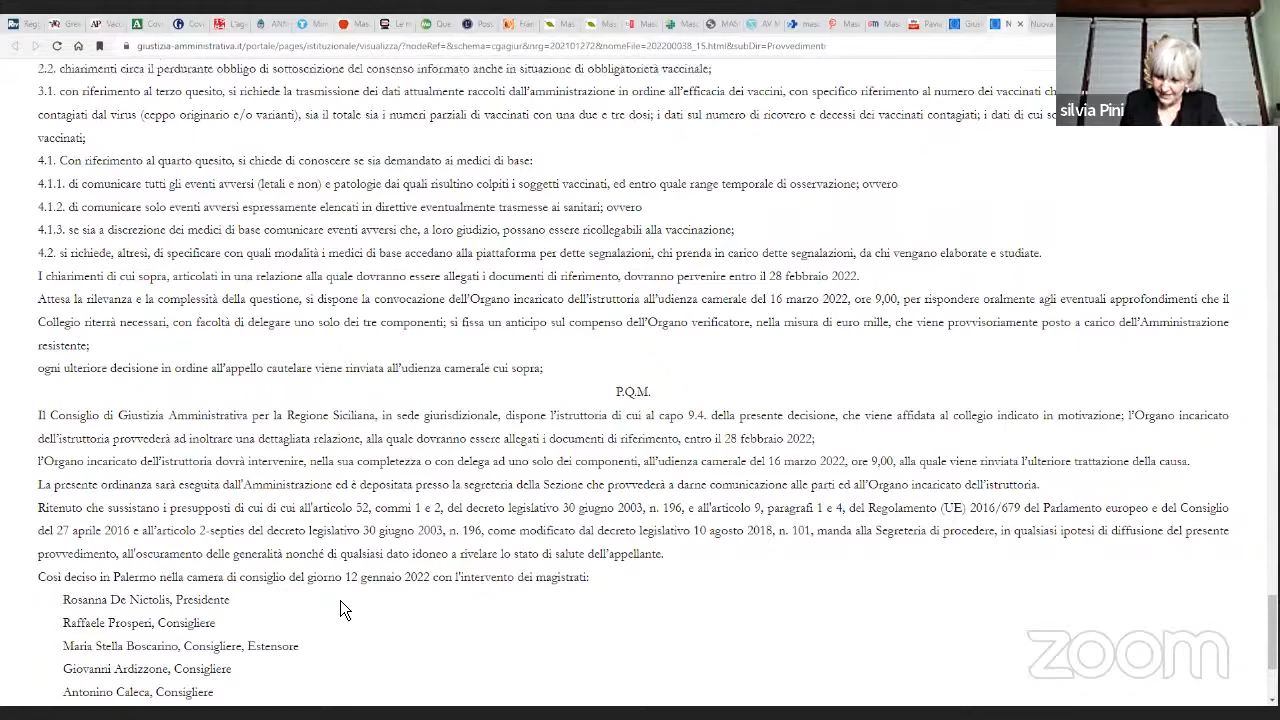 giustizia-amministrativa.it/portale/pages/istituzionale/visualizza/?nodeRef=&schema=cgagiur&nrg=202101272&nomeFile=202200038_15.html&subDir=Provvedimenti
2.2. chiarimenti circa il perdurante obbligo di sottoscrizione del consenso informato anche in situazione di obbligatorietà vaccinale;
3.1. con riferimento al terzo quesito, si richiede la trasmissione dei dati attualmente raccolti dall'amministrazione in ordine all'efficacia dei vaccini, con specifico riferimento al numero dei vaccinati
contagiati dal virus (ceppo originario e/o varianti), sia il totale sia i dati parziali di vaccinati con una due e tre dosi; i dati sul numero di ricovero e decessi dei vaccinati contagiati; i dati di cui
vaccinati;
silvia Pini
4.1. Con riferimento al quarto quesito, si chiede di conoscere se sia demandato ai medici di base:
4.1.1. di comunicare tutti gli eventi avversi (letali e non) e patologie dai quali risultino colpiti i soggetti vaccinati, ed entro quale range temporale di osservazione; ovvero
4.1.2. di comunicare solo eventi avversi espressamente elencati in direttive eventualmente trasmesse ai sanitari; ovvero
4.1.3. se sia a discrezione dei medici di base comunicare eventi avversi che, a loro giudizio, possano essere ricollegabili alla vaccinazione;
4.2. si richiede, altresì, di specificare con quali modalità i medici di base accedano alla piattaforma per dette segnalazioni, chi prenda in carico dette segnalazioni, da chi vengano elaborate e studiate.
I chiarimenti di cui sopra, articolati in una relazione alla quale dovranno essere allegati i documenti di riferimento, dovranno pervenire entro il 28 febbraio 2022.
Attesa la rilevanza e la complessità della questione, si dispone la convocazione dell'Organo incaricato dell'istruttoria all'udienza camerale del 16 marzo 2022, ore 9,00, per rispondere oralmente agli eventuali approfondimenti che il
Collegio riterrà necessari, con facoltà di delegare uno solo dei tre componenti; si fissa un anticipo sul compenso dell'Organo verificatore, nella misura di euro mille, che viene provvisoriamente posto a carico dell'Amministrazione
resistente;
ogni ulteriore decisione in ordine all'appello cautelare viene rinviata all'udienza camerale cui sopra;
P.Q.M.
Il Consiglio di Giustizia Amministrativa per la Regione Siciliana, in sede giurisdizionale, dispone l'istruttoria di cui al capo 9.4. della presente decisione, che viene affidata al collegio indicato in motivazione; l'Organo incaricato
dell'istruttoria provvederà ad inoltrare una dettagliata relazione, alla quale dovranno essere allegati i documenti di riferimento, entro il 28 febbraio 2022;
l'Organo incaricato dell'istruttoria dovrà intervenire, nella sua completezza o con delega ad uno solo dei componenti, all'udienza camerale del 16 marzo 2022, ore 9,00, alla quale viene rinviata l'ulteriore trattazione della causa.
La presente ordinanza sarà eseguita dall'Amministrazione ed è depositata presso la segreteria della Sezione che provvederà a darne comunicazione alle parti ed all'Organo incaricato dell'istruttoria.
Ritenuto che sussistano i presupposti di cui di cui all'articolo 52, commi 1 e 2, del decreto legislativo 30 giugno 2003, n. 196, e all'articolo 9, paragrafi 1 e 4, del Regolamento (UE) 2016/679 del Parlamento europeo e del Consiglio
del 27 aprile 2016 e all'articolo 2-septies del decreto legislativo 30 giugno 2003, n. 196, come modificato dal decreto legislativo 10 agosto 2018, n. 101, manda alla Segreteria di procedere, in qualsiasi ipotesi di diffusione del presente
provvedimento, all'oscuramento delle generalità nonché di qualsiasi dato idoneo a rivelare lo stato di salute dell'appellante.
Così deciso in Palermo nella camera di consiglio del giorno 12 gennaio 2022 con l'intervento dei magistrati:
Rosanna De Nictolis, Presidente
Raffaele Prosperi, Consigliere
Maria Stella Boscarino, Consigliere, Estensore
Giovanni Ardizzone, Consigliere
Antonino Caleca, Consigliere
zoom